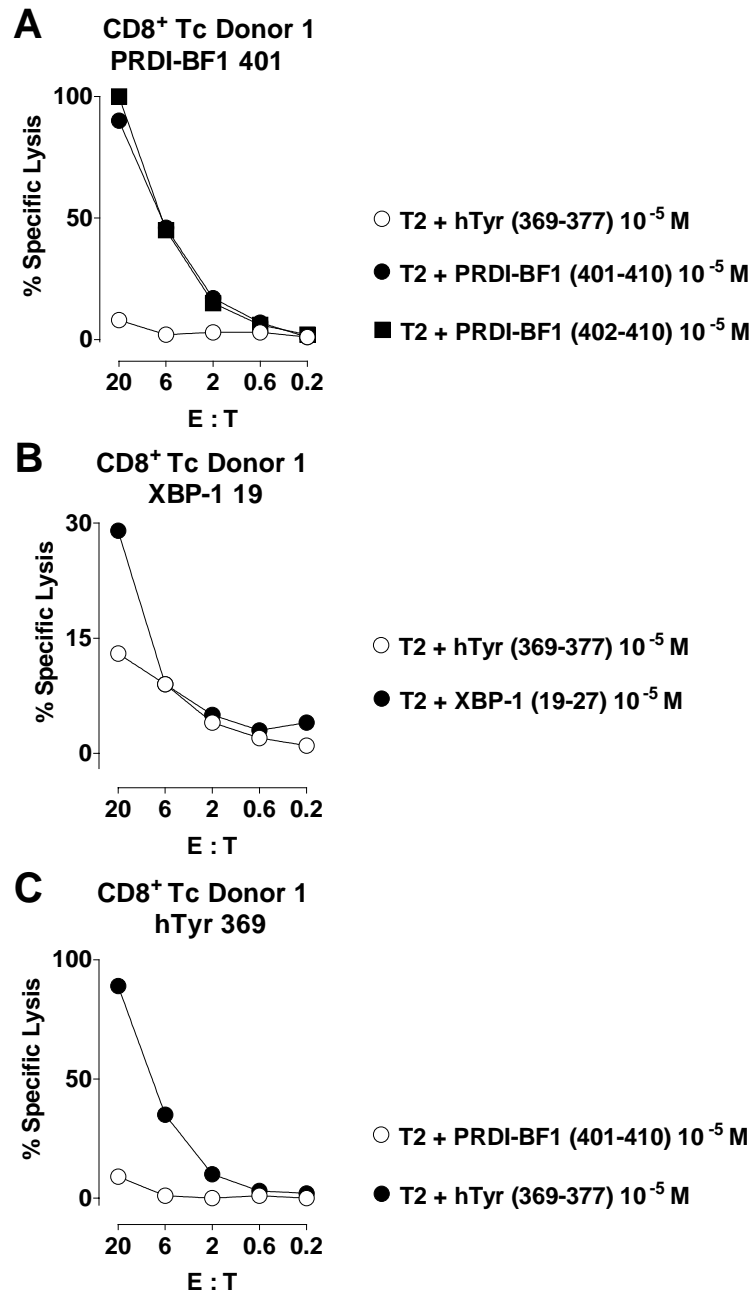 A
CD8+ Tc Donor 1
PRDI-BF1 401
% Specific Lysis
100
50
0
20 6 2 0.6 0.2
E : T
T2 + hTyr (369-377) 10 -5 M
T2 + PRDI-BF1 (401-410) 10 -5 M
T2 + PRDI-BF1 (402-410) 10 -5 M
B
CD8+ Tc Donor 1
XBP-1 19
% Specific Lysis
30
15
0
20 6 2 0.6 0.2
E : T
T2 + hTyr (369-377) 10 -5 M
T2 + XBP-1 (19-27) 10 -5 M
C
CD8+ Tc Donor 1
hTyr 369
% Specific Lysis
100
50
0
20 6 2 0.6 0.2
E : T
T2 + PRDI-BF1 (401-410) 10 -5 M
T2 + hTyr (369-377) 10 -5 M